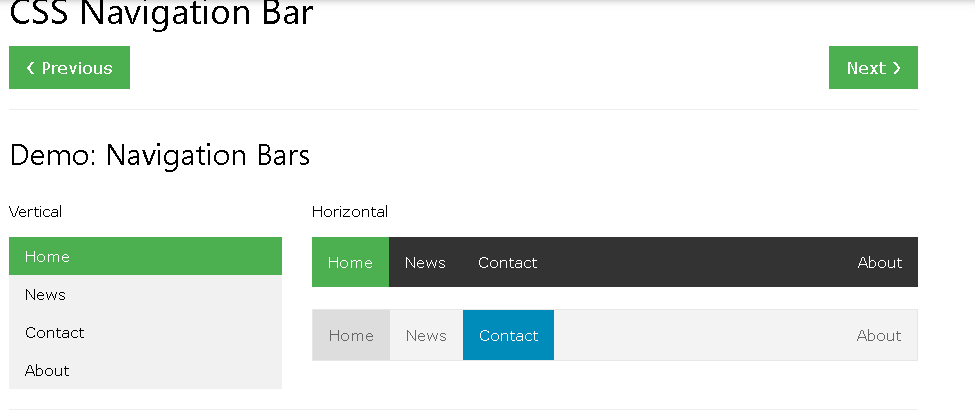 CSS Navigation Bar
❮ Previous
Next ❯
Demo: Navigation Bars
Vertical
Horizontal
Home
News
Contact
About
Home News Contact About
Home News Contact About